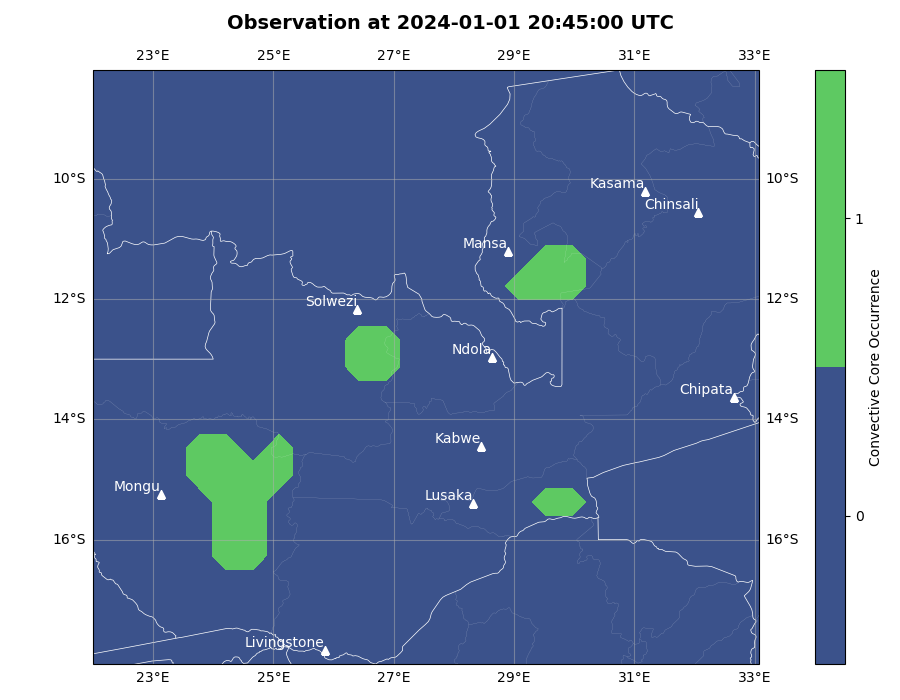 Observation at 2024-01-01 20:45:00 UTC
23°E 25°E 27°E 29°E 31°E 33°E
10°S 10°S
Kasama
Chinsali
Mansa
12°S 12°S
Solwezi
Ndola
Chipata
14°S 14°S
Kabwe
Mongu
Lusaka
16°S 16°S
Livingstone
23°E 25°E 27°E 29°E 31°E 33°E
1
0
Convective Core Occurrence